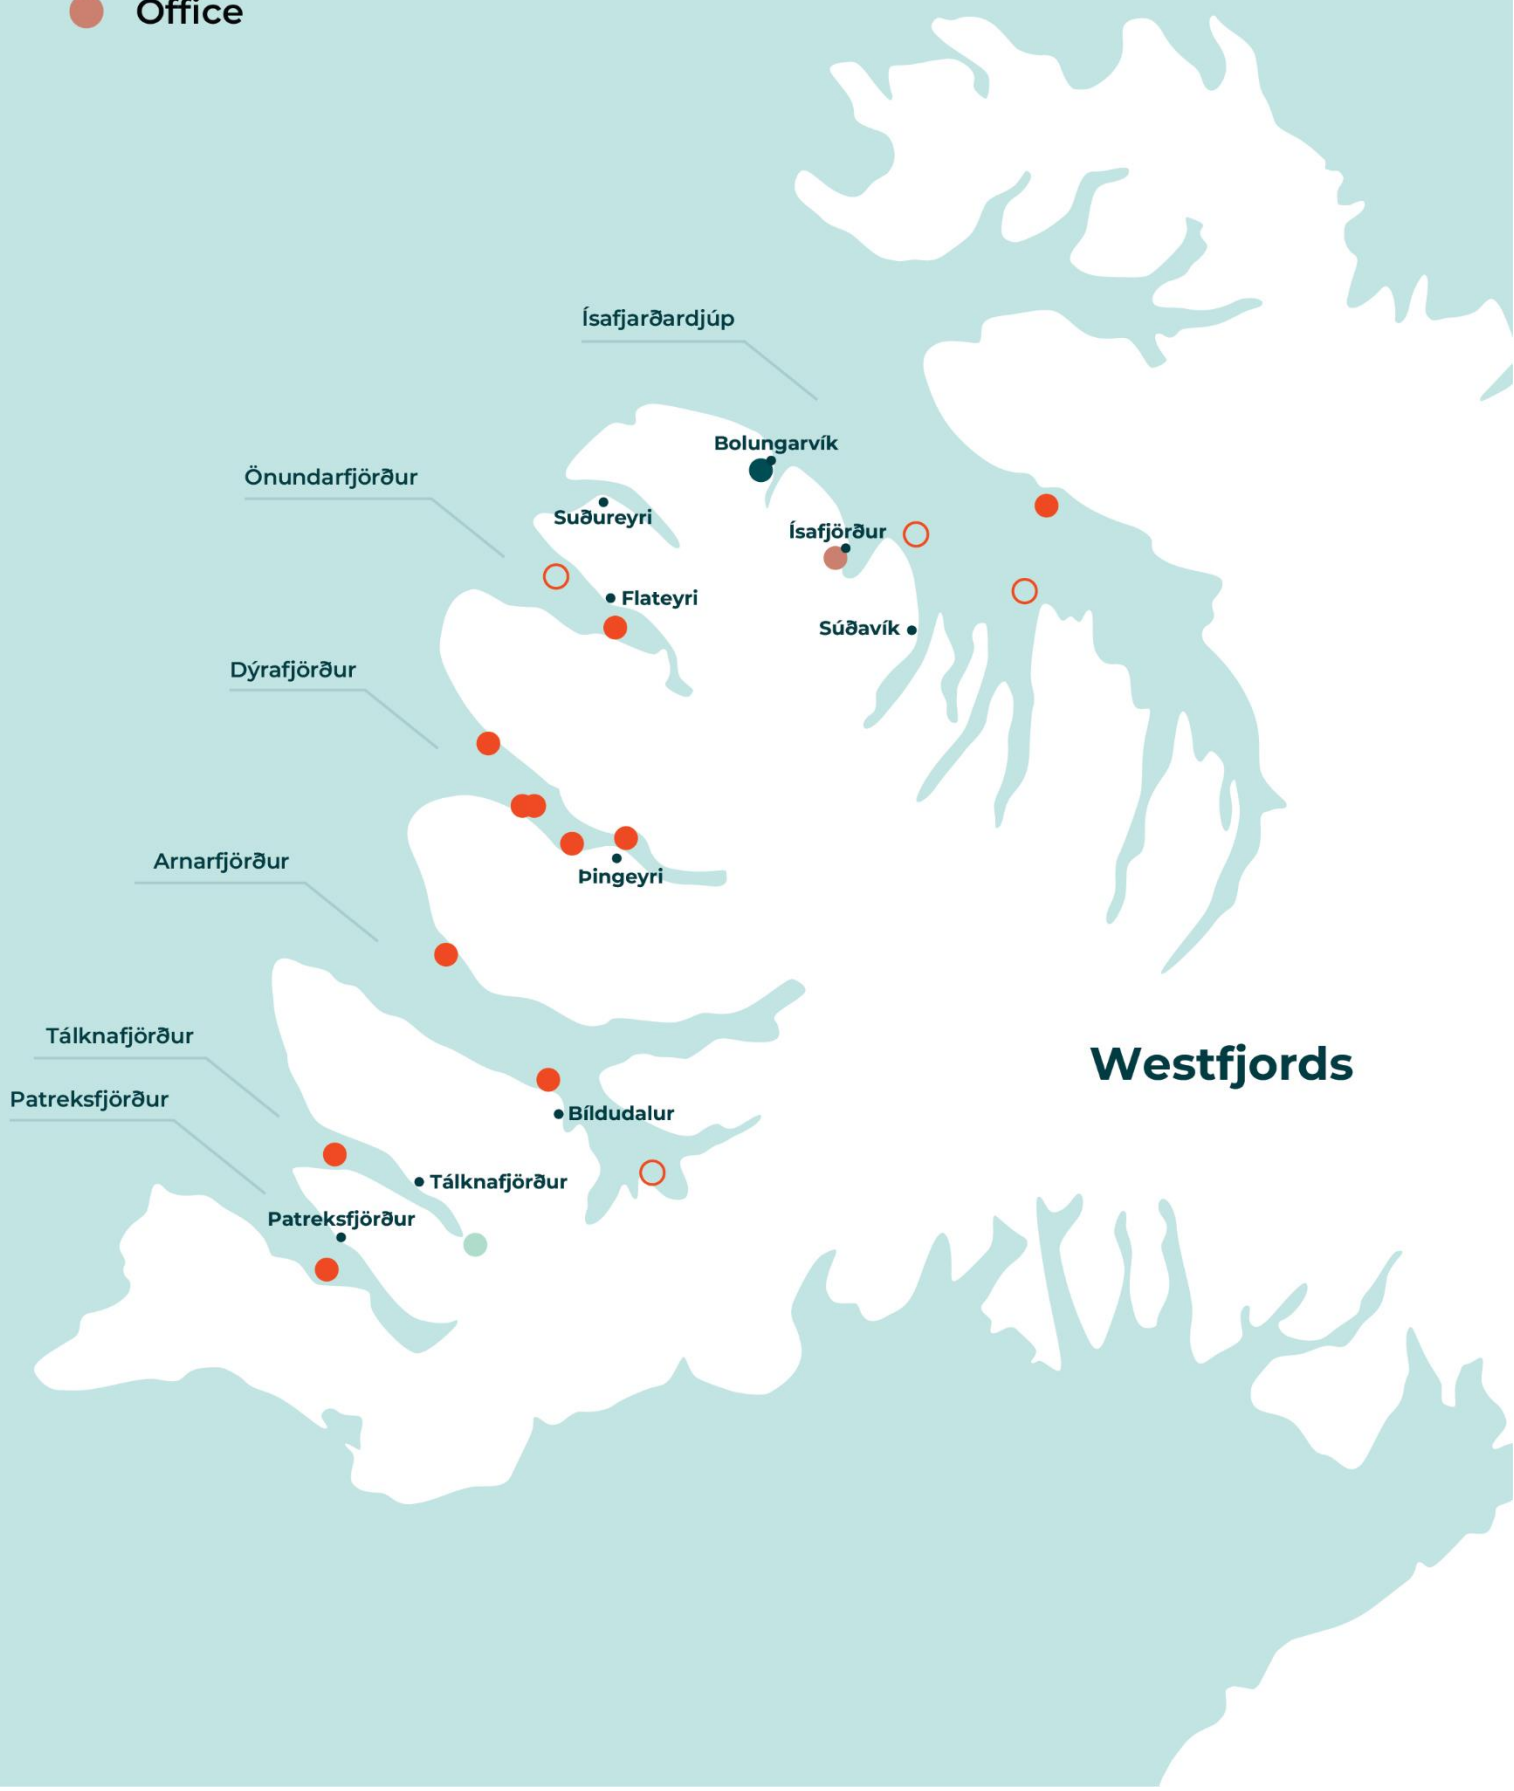 Office
Ísafjarðardjúp
Bolungarvík
Önundarfjörður
Suðureyri
Ísafjörður
Flateyri
Súðavík
Dýrafjörður
Arnarfjörður
Þingeyri
Tálknafjörður
Westfjords
Patreksfjörður
Bíldudalur
Tálknafjörður
Patreksfjörður